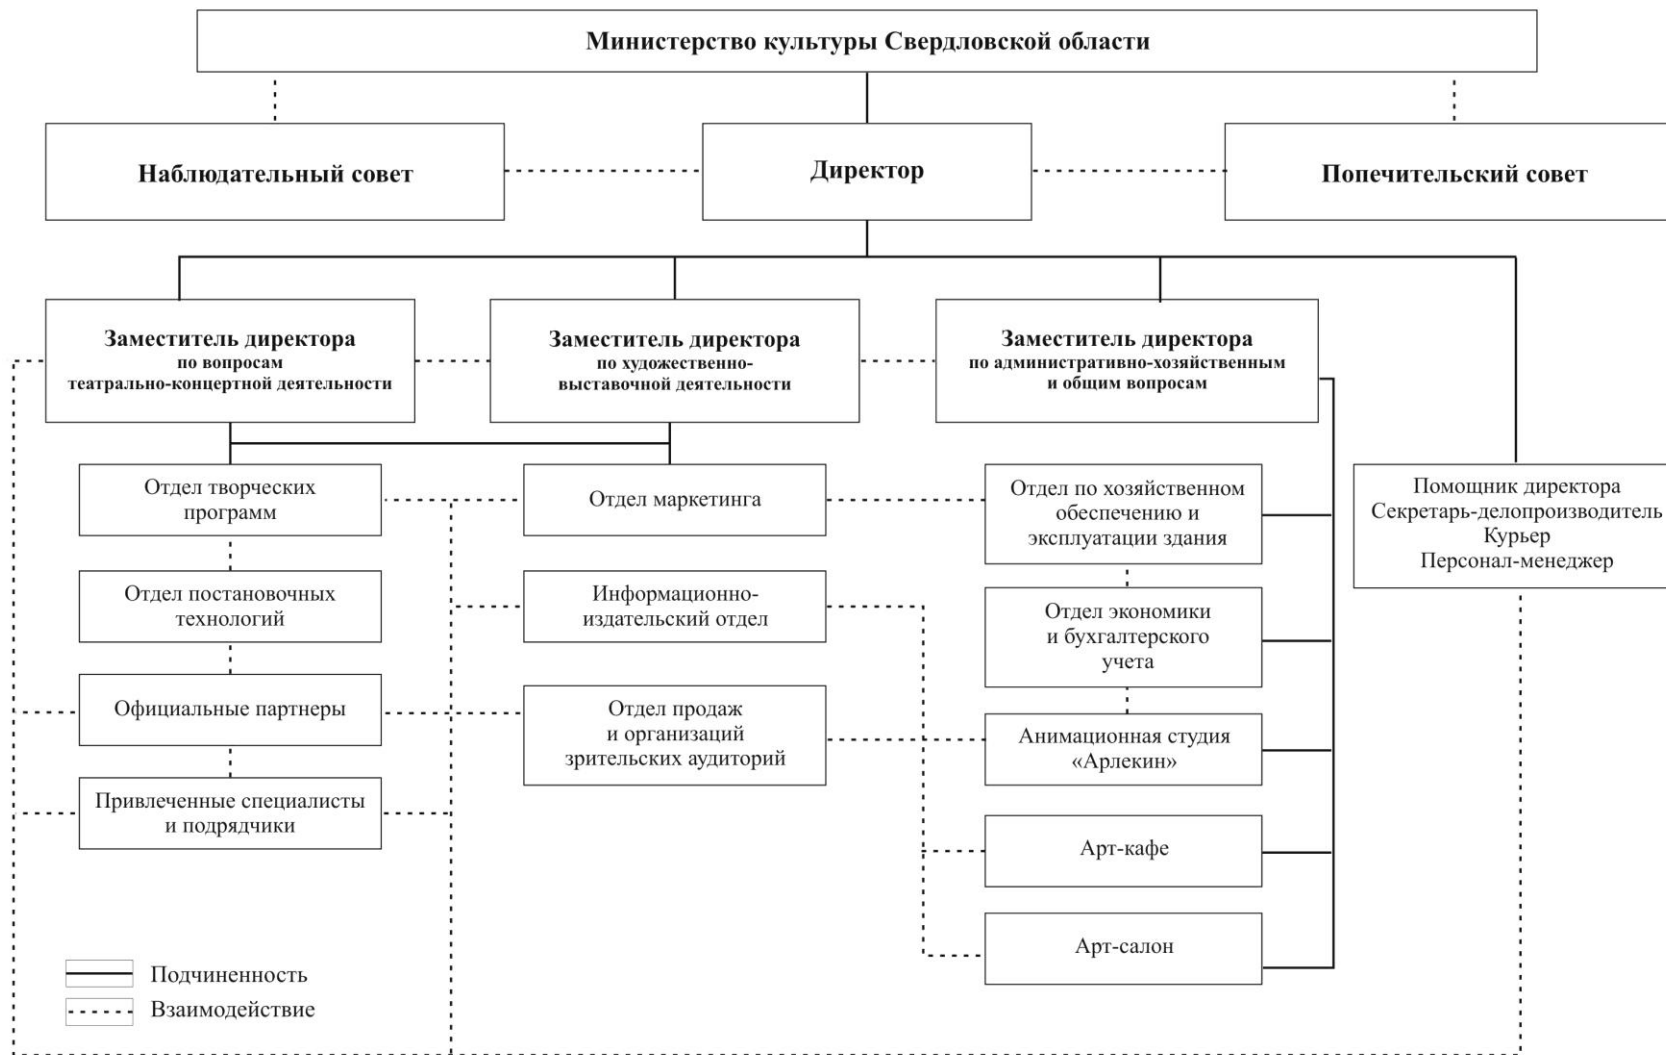 Министерство культуры Свердловской области
Наблюдательный совет
Директор
Попечительский совет
Заместитель директора
по вопросам
театрально-концертной деятельности
Заместитель директора
по художественно-
выставочной деятельности
Заместитель директора
по административно-хозяйственным
и общим вопросам
Отдел творческих
программ
Отдел маркетинга
Отдел по хозяйственном
обеспечению и
эксплуатации здания
Помощник директора
Секретарь-делопроизводитель
Курьер
Персонал-менеджер
Отдел постановочных
технологий
Информационно-
издательский отдел
Отдел экономики
и бухгалтерского
учета
Официальные партнеры
Отдел продаж
и организаций
зрительских аудиторий
Анимационная студия
«Арлекин»
Привлеченные специалисты
и подрядчики
Арт-кафе
Арт-салон
Подчиненность
Взаимодействие